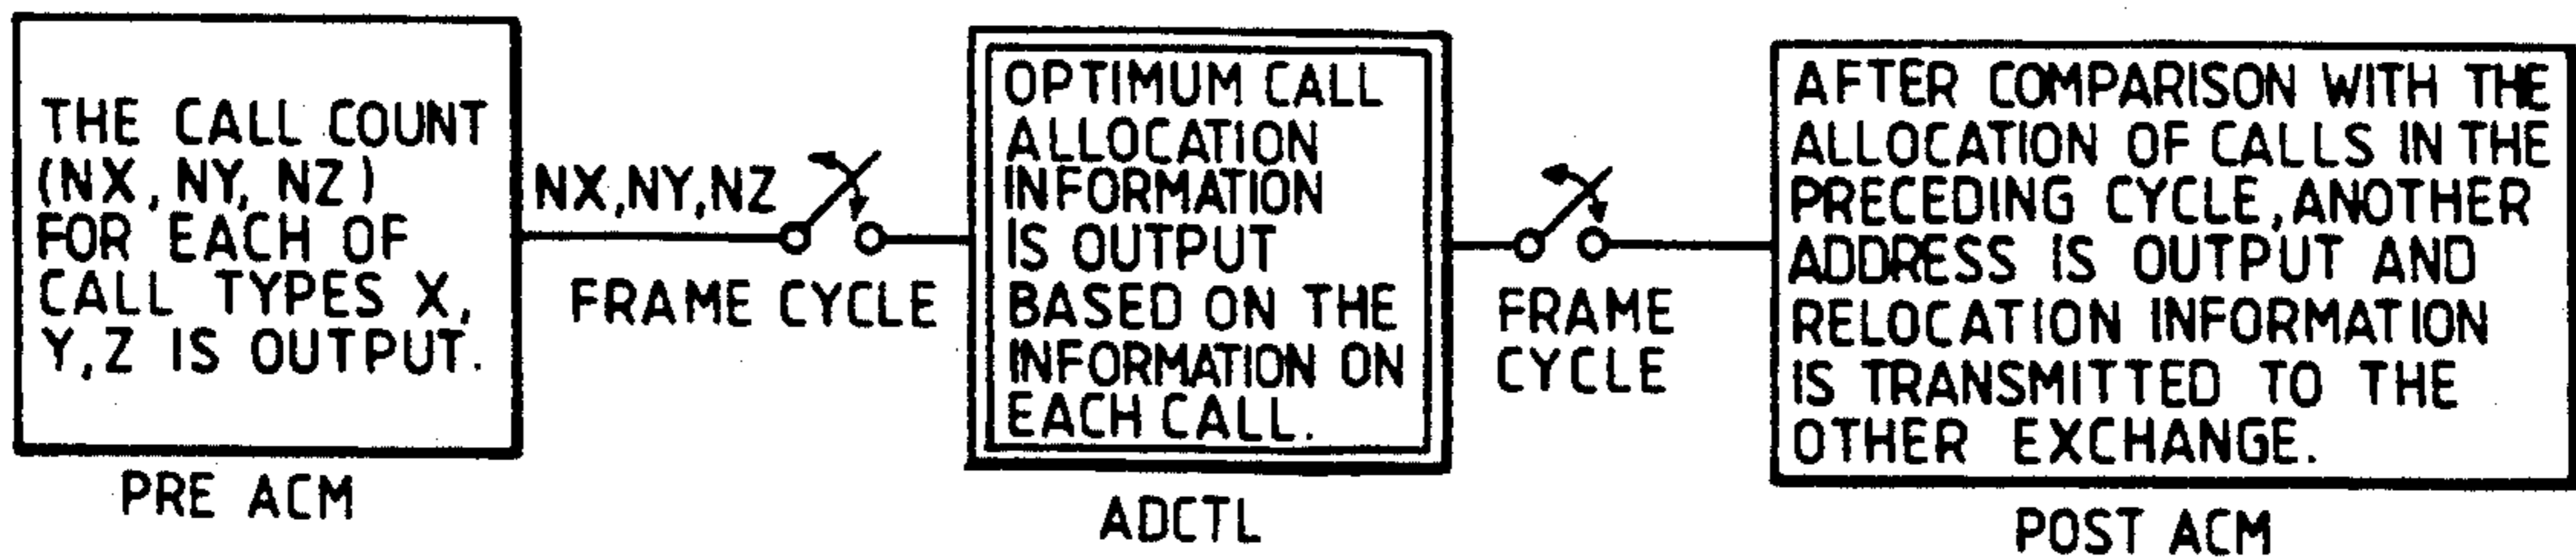 THE CALL COUNT
(NX, NY, NZ)
FOR EACH OF
CALL TYPES X,
Y,Z IS OUTPUT.
PRE ACM
NX,NY,NZ
FRAME CYCLE
OPTIMUM CALL
ALLOCATION
INFORMATION
IS OUTPUT
BASED ON THE
INFORMATION ON
EACH CALL.
ADCTL
FRAME
CYCLE
AFTER COMPARISON WITH THE
ALLOCATION OF CALLS IN THE
PRECEDING CYCLE, ANOTHER
ADDRESS IS OUTPUT AND
RELOCATION INFORMATION
IS TRANSMITTED TO THE
OTHER EXCHANGE.
POST ACM